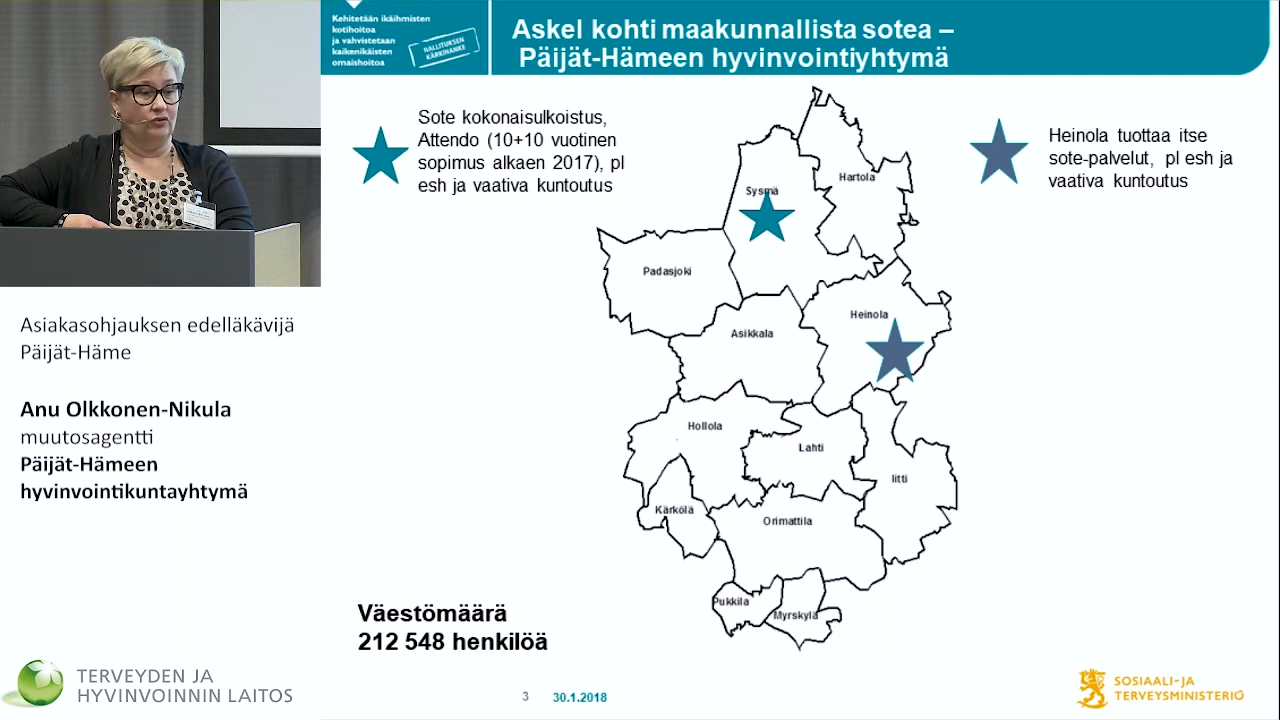 Kehitetään ikäihmisten
kotihoitoa
ja vahvistetaan
kaikenikäisten
omaishoitoa
HALLITUKSEN
KÄRKIHANKE
Askel kohti maakunnallista sotea –
Päijät-Hämeen hyvinvointiyhtymä
Sote kokonaisulkoistus,
Attendo (10+10 vuotinen
sopimus alkaen 2017), pl
esh ja vaativa kuntoutus
Heinola tuottaa itse
sote-palvelut, pl esh ja
vaativa kuntoutus
Hartola
Sysmä
Padasjoki
Heinola
Asikkala
Hollola
Lahti
Iitti
Kärkölä
Orimattila
Pukkila
Myrskylä
Väestömäärä
212 548 henkilöä
Asiakasohjauksen edelläkävijä
Päijät-Häme
Anu Olkkonen-Nikula
muutosagentti
Päijät-Hämeen
hyvinvointikuntayhtymä
TERVEYDEN JA
HYVINVOINNIN LAITOS
3
30.1.2018
SOSIAALI- JA
TERVEYSMINISTERIÖ